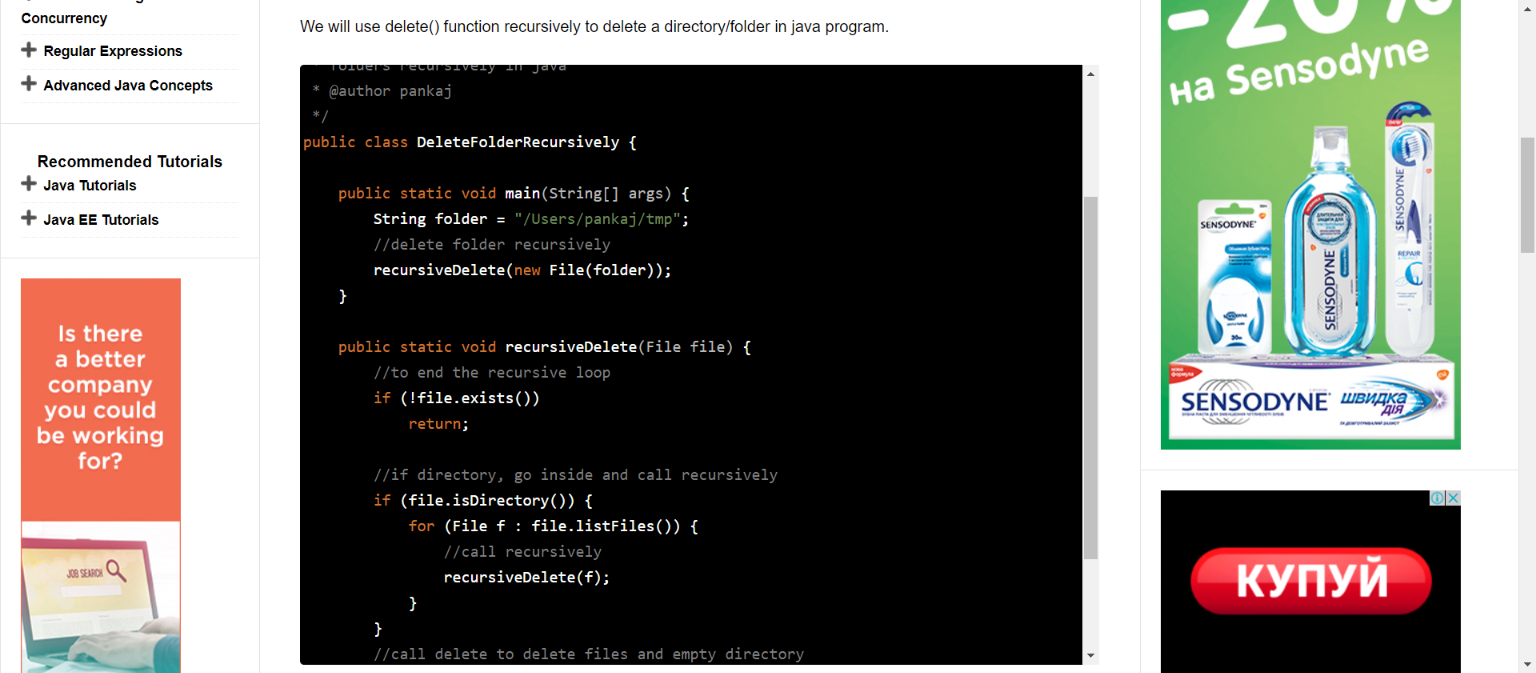 Concurrency
Regular Expressions
Advanced Java Concepts
Recommended Tutorials
Java Tutorials
Java EE Tutorials
Is there
a better
company
you could
be working
for?
JOB SEARCH
We will use delete() function recursively to delete a directory/folder in java program.
* folders recursively in java
* @author pankaj
*/
public class DeleteFolderRecursively {
public static void main(String[] args) {
String folder = "/Users/pankaj/tmp";
//delete folder recursively
recursiveDelete(new File(folder));
}
public static void recursiveDelete(File file) {
//to end the recursive loop
if (!file.exists())
return;
//if directory, go inside and call recursively
if (file.isDirectory()) {
for (File f : file.listFiles()) {
//call recursively
recursiveDelete(f);
}
}
//call delete to delete files and empty directory
-20%
на Sensodyne
SENSODYNE
SENSODYNE
SENSODYNE
REPAIR
30м
нова
формула
SENSODYNE
ШВИДКА
ДІЯ
КУПУЙ